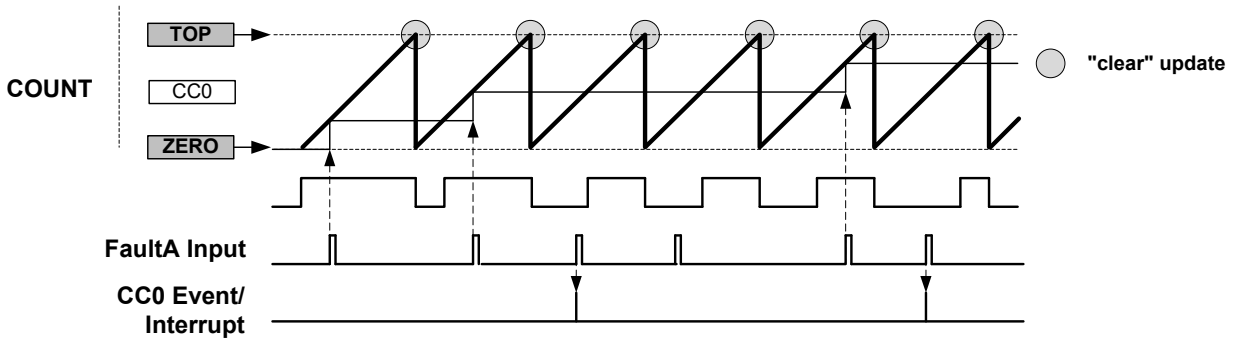 TOP
COUNT
CC0
ZERO
"clear" update
FaultA Input
CC0 Event/
Interrupt